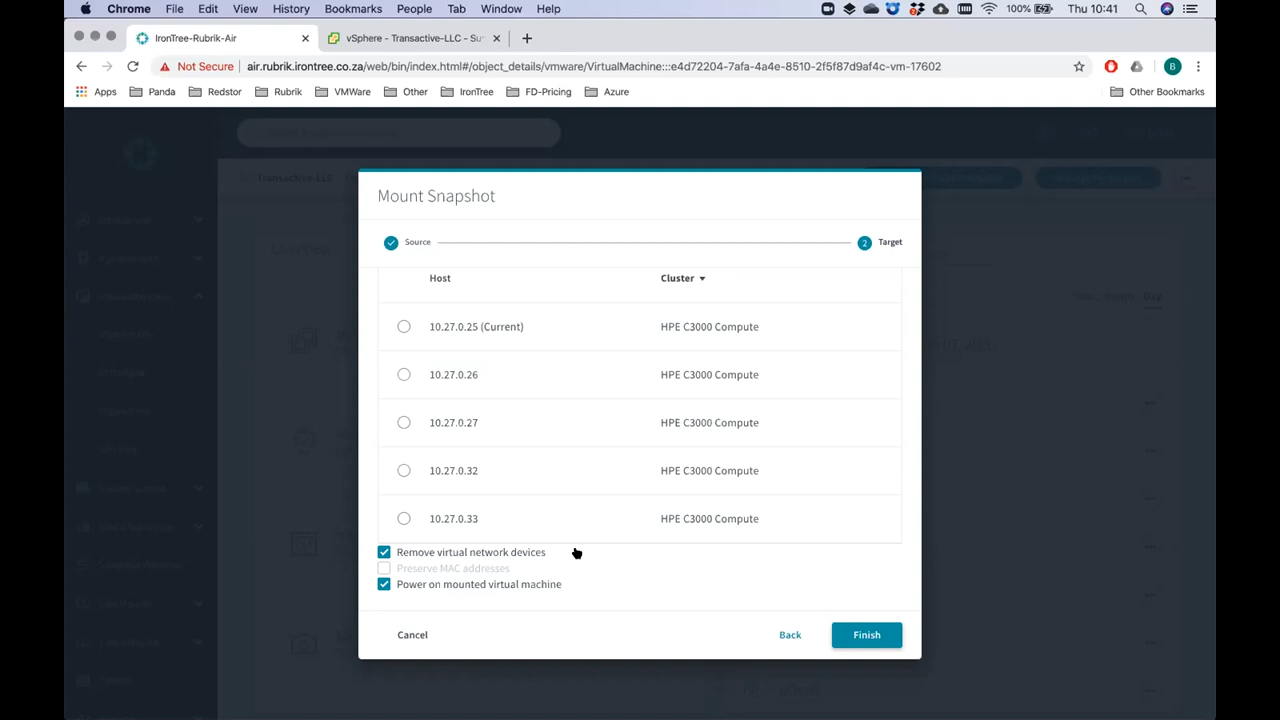 Chrome File Edit View History Bookmarks People Tab Window Help 100% Thu 10:41
IronTree-Rubrik-Air vSphere - Transactive-LLC - Su
Not Secure air.rubrik.irontree.co.za/web/bin/index.html#/object_details/vmware/VirtualMachine:::e4d72204-7afa-4a4e-8510-2f5f87d9af4c-vm-17602
Apps Panda Redstor Rubrik VMWare Other IronTree FD-Pricing Azure Other Bookmarks
Transactive-LLC
Mount Snapshot
Source 2 Target
Host Cluster
Day
10.27.0.25 (Current) HPE C3000 Compute
10.27.0.26 HPE C3000 Compute
10.27.0.27 HPE C3000 Compute
10.27.0.32 HPE C3000 Compute
10.27.0.33 HPE C3000 Compute
Remove virtual network devices
Preserve MAC addresses
Power on mounted virtual machine
Cancel Back Finish